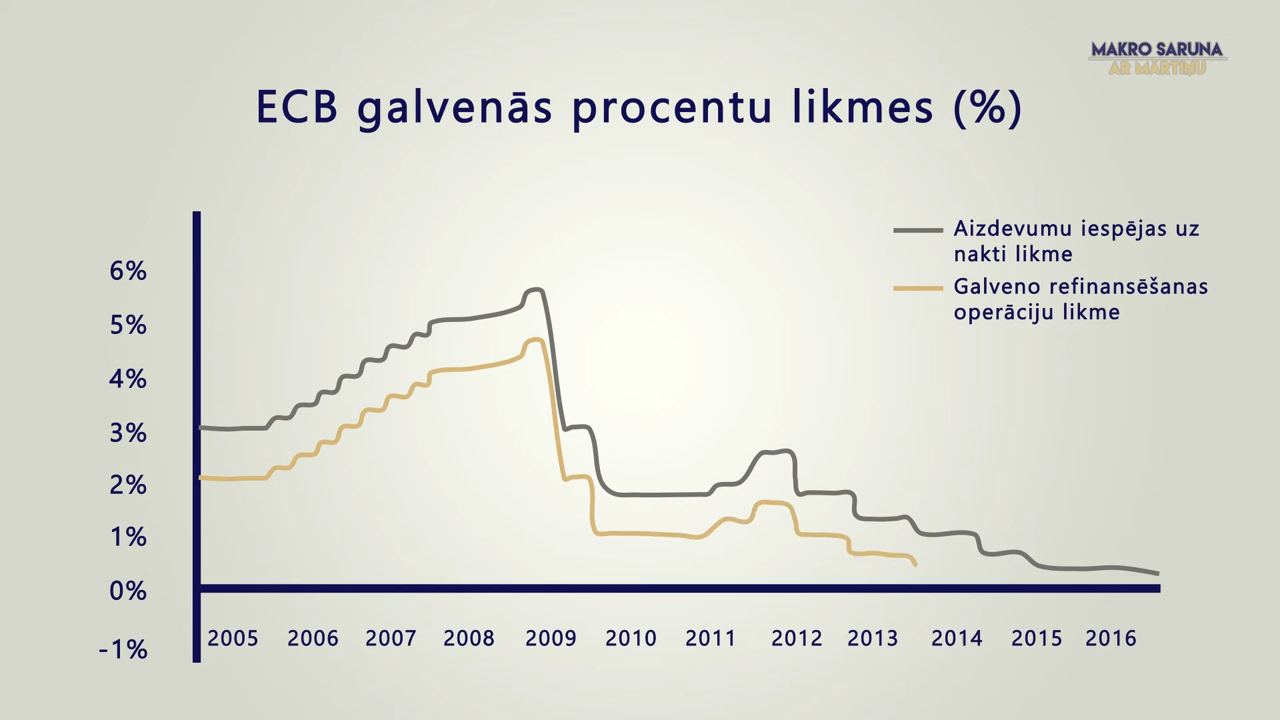 MAKRO SARUNA
AR MĀRTIŅU
ECB galvenās procentu likmes (%)
Aizdevumu iespējas uz
nakti likme
Galveno refinansēšanas
operāciju likme
6%
5%
4%
3%
2%
1%
0%
-1%
2005 2006 2007 2008 2009 2010 2011 2012 2013 2014 2015 2016